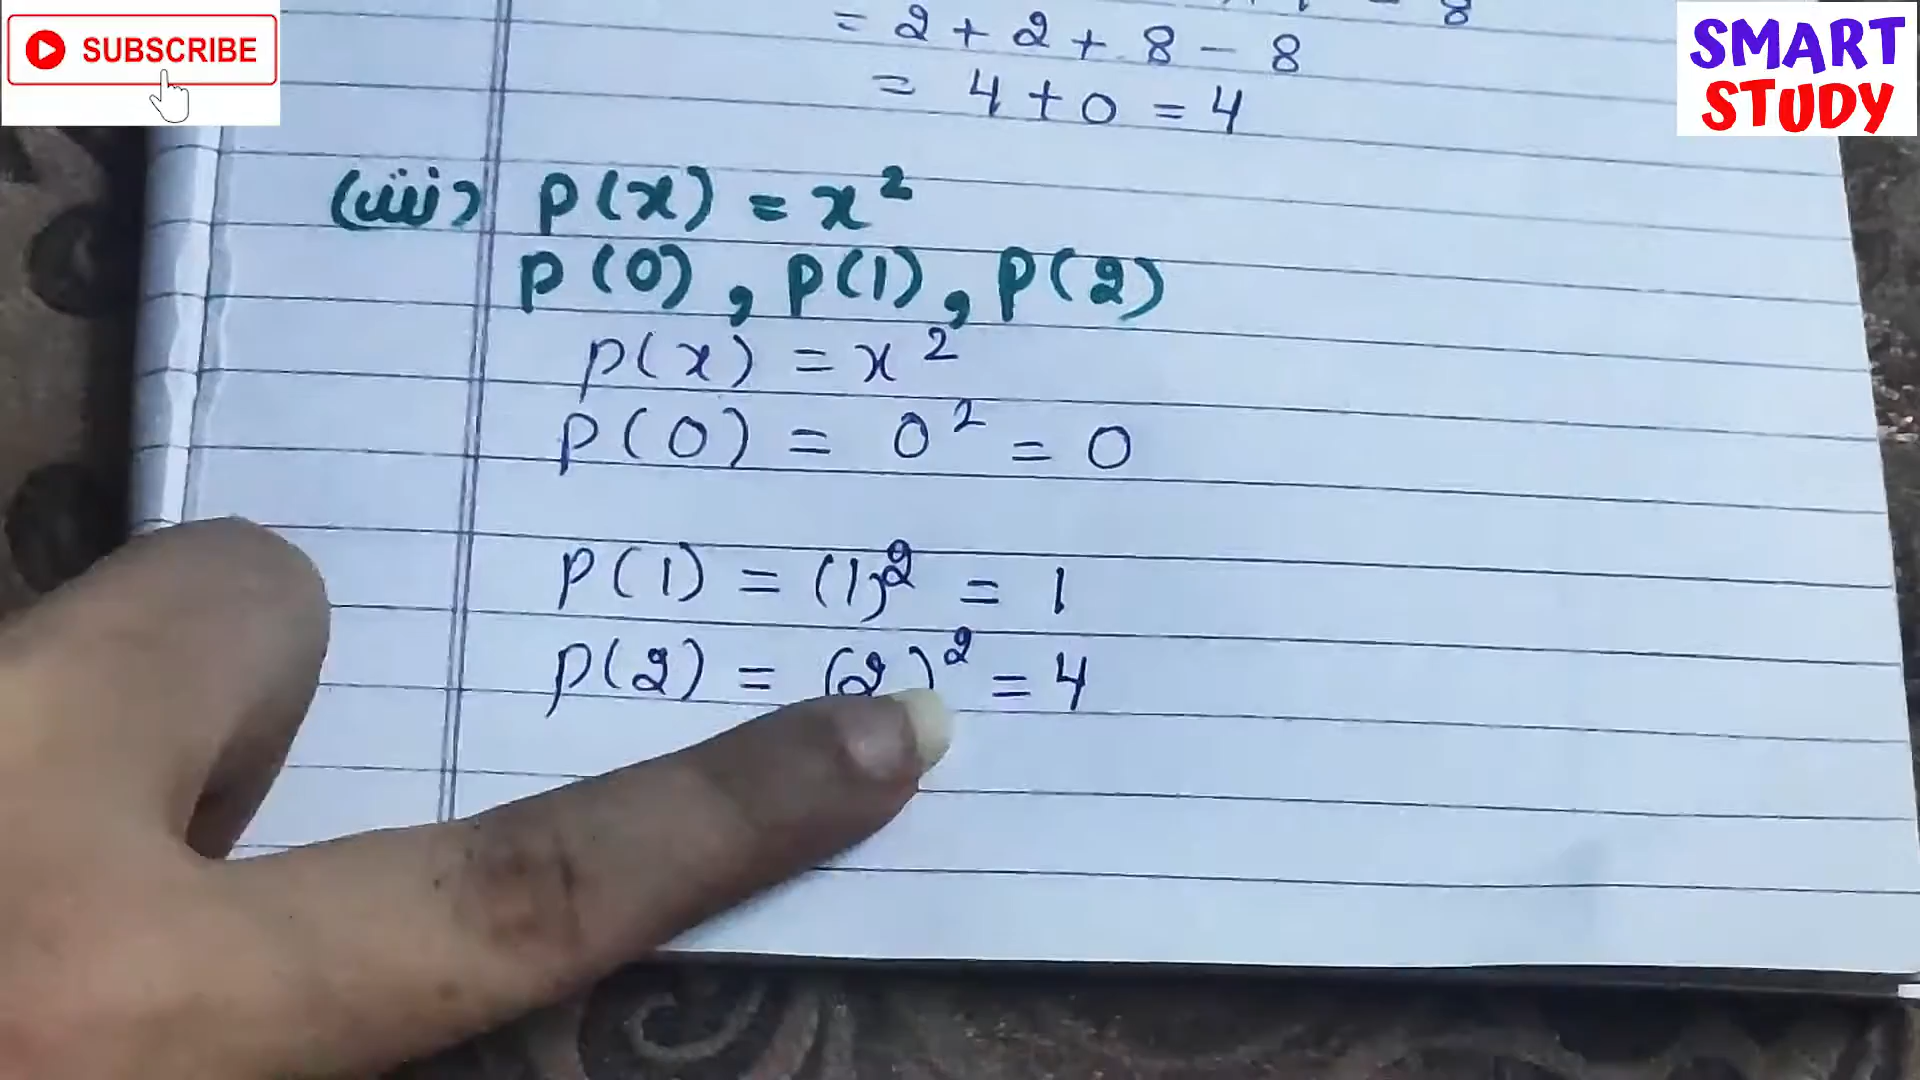 SUBSCRIBE
SMART
STUDY
8
= 2 + 2 + 8 - 8
= 4 + 0 = 4
(iii) p(x) = x²
p(0), p(1), p(2)
p(x) = x²
p(0) = 0² = 0
p(1) = (1)² = 1
p(2) = (2)² = 4